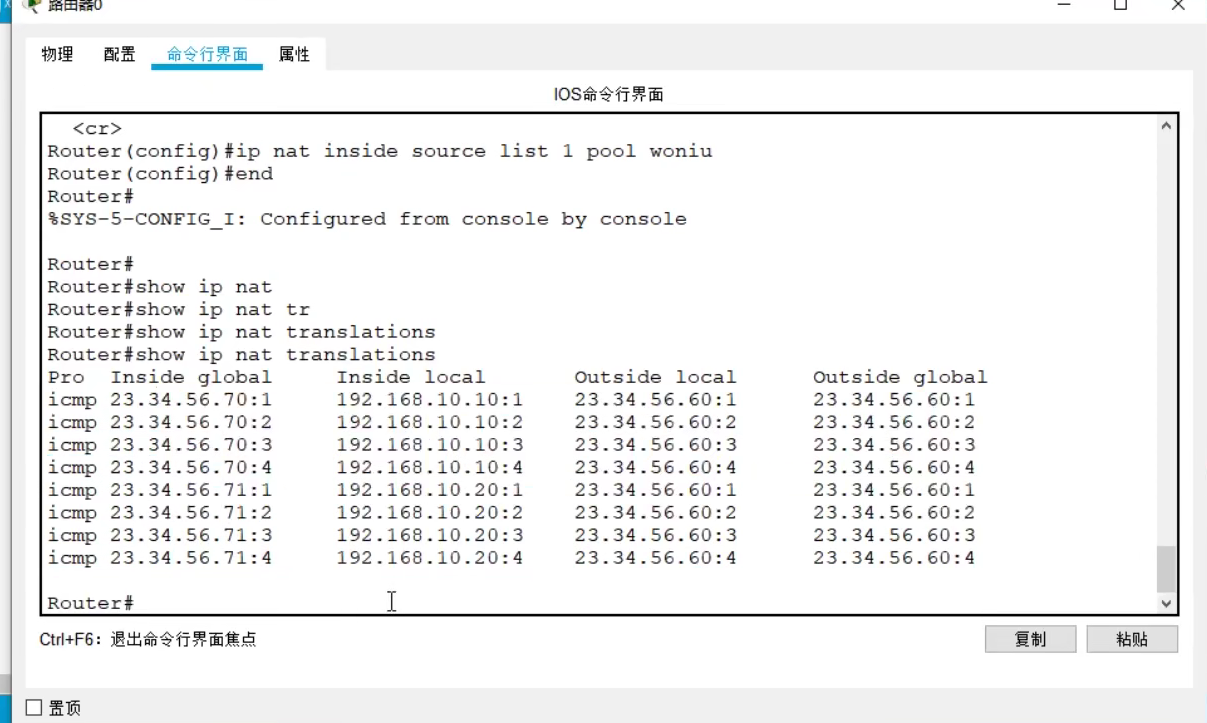 路由器0
物理 配置 命令行界面 属性
IOS命令行界面
<cr>
Router(config)#ip nat inside source list 1 pool woniu
Router(config)#end
Router#
%SYS-5-CONFIG_I: Configured from console by console
Router#
Router#show ip nat
Router#show ip nat tr
Router#show ip nat translations
Router#show ip nat translations
Pro Inside global Inside local Outside local Outside global
icmp 23.34.56.70:1 192.168.10.10:1 23.34.56.60:1 23.34.56.60:1
icmp 23.34.56.70:2 192.168.10.10:2 23.34.56.60:2 23.34.56.60:2
icmp 23.34.56.70:3 192.168.10.10:3 23.34.56.60:3 23.34.56.60:3
icmp 23.34.56.70:4 192.168.10.10:4 23.34.56.60:4 23.34.56.60:4
icmp 23.34.56.71:1 192.168.10.20:1 23.34.56.60:1 23.34.56.60:1
icmp 23.34.56.71:2 192.168.10.20:2 23.34.56.60:2 23.34.56.60:2
icmp 23.34.56.71:3 192.168.10.20:3 23.34.56.60:3 23.34.56.60:3
icmp 23.34.56.71:4 192.168.10.20:4 23.34.56.60:4 23.34.56.60:4
Router#
Ctrl+F6：退出命令行界面焦点 复制 粘贴
置顶